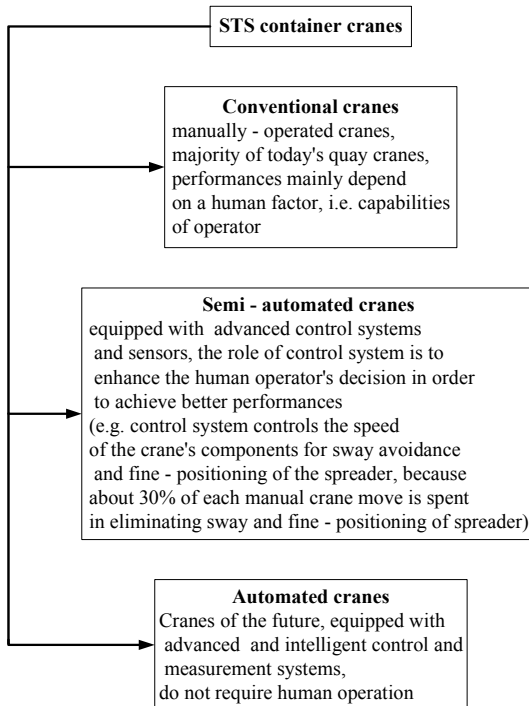 STS container cranes
Conventional cranes
manually - operated cranes,
majority of today's quay cranes,
performances mainly depend
on a human factor, i.e. capabilities
of operator
Semi - automated cranes
equipped with advanced control systems
and sensors, the role of control system is to
enhance the human operator's decision in order
to achieve better performances
(e.g. control system controls the speed
of the crane's components for sway avoidance
and fine - positioning of the spreader, because
about 30% of each manual crane move is spent
in eliminating sway and fine - positioning of spreader)
Automated cranes
Cranes of the future, equipped with
advanced and intelligent control and
measurement systems,
do not require human operation